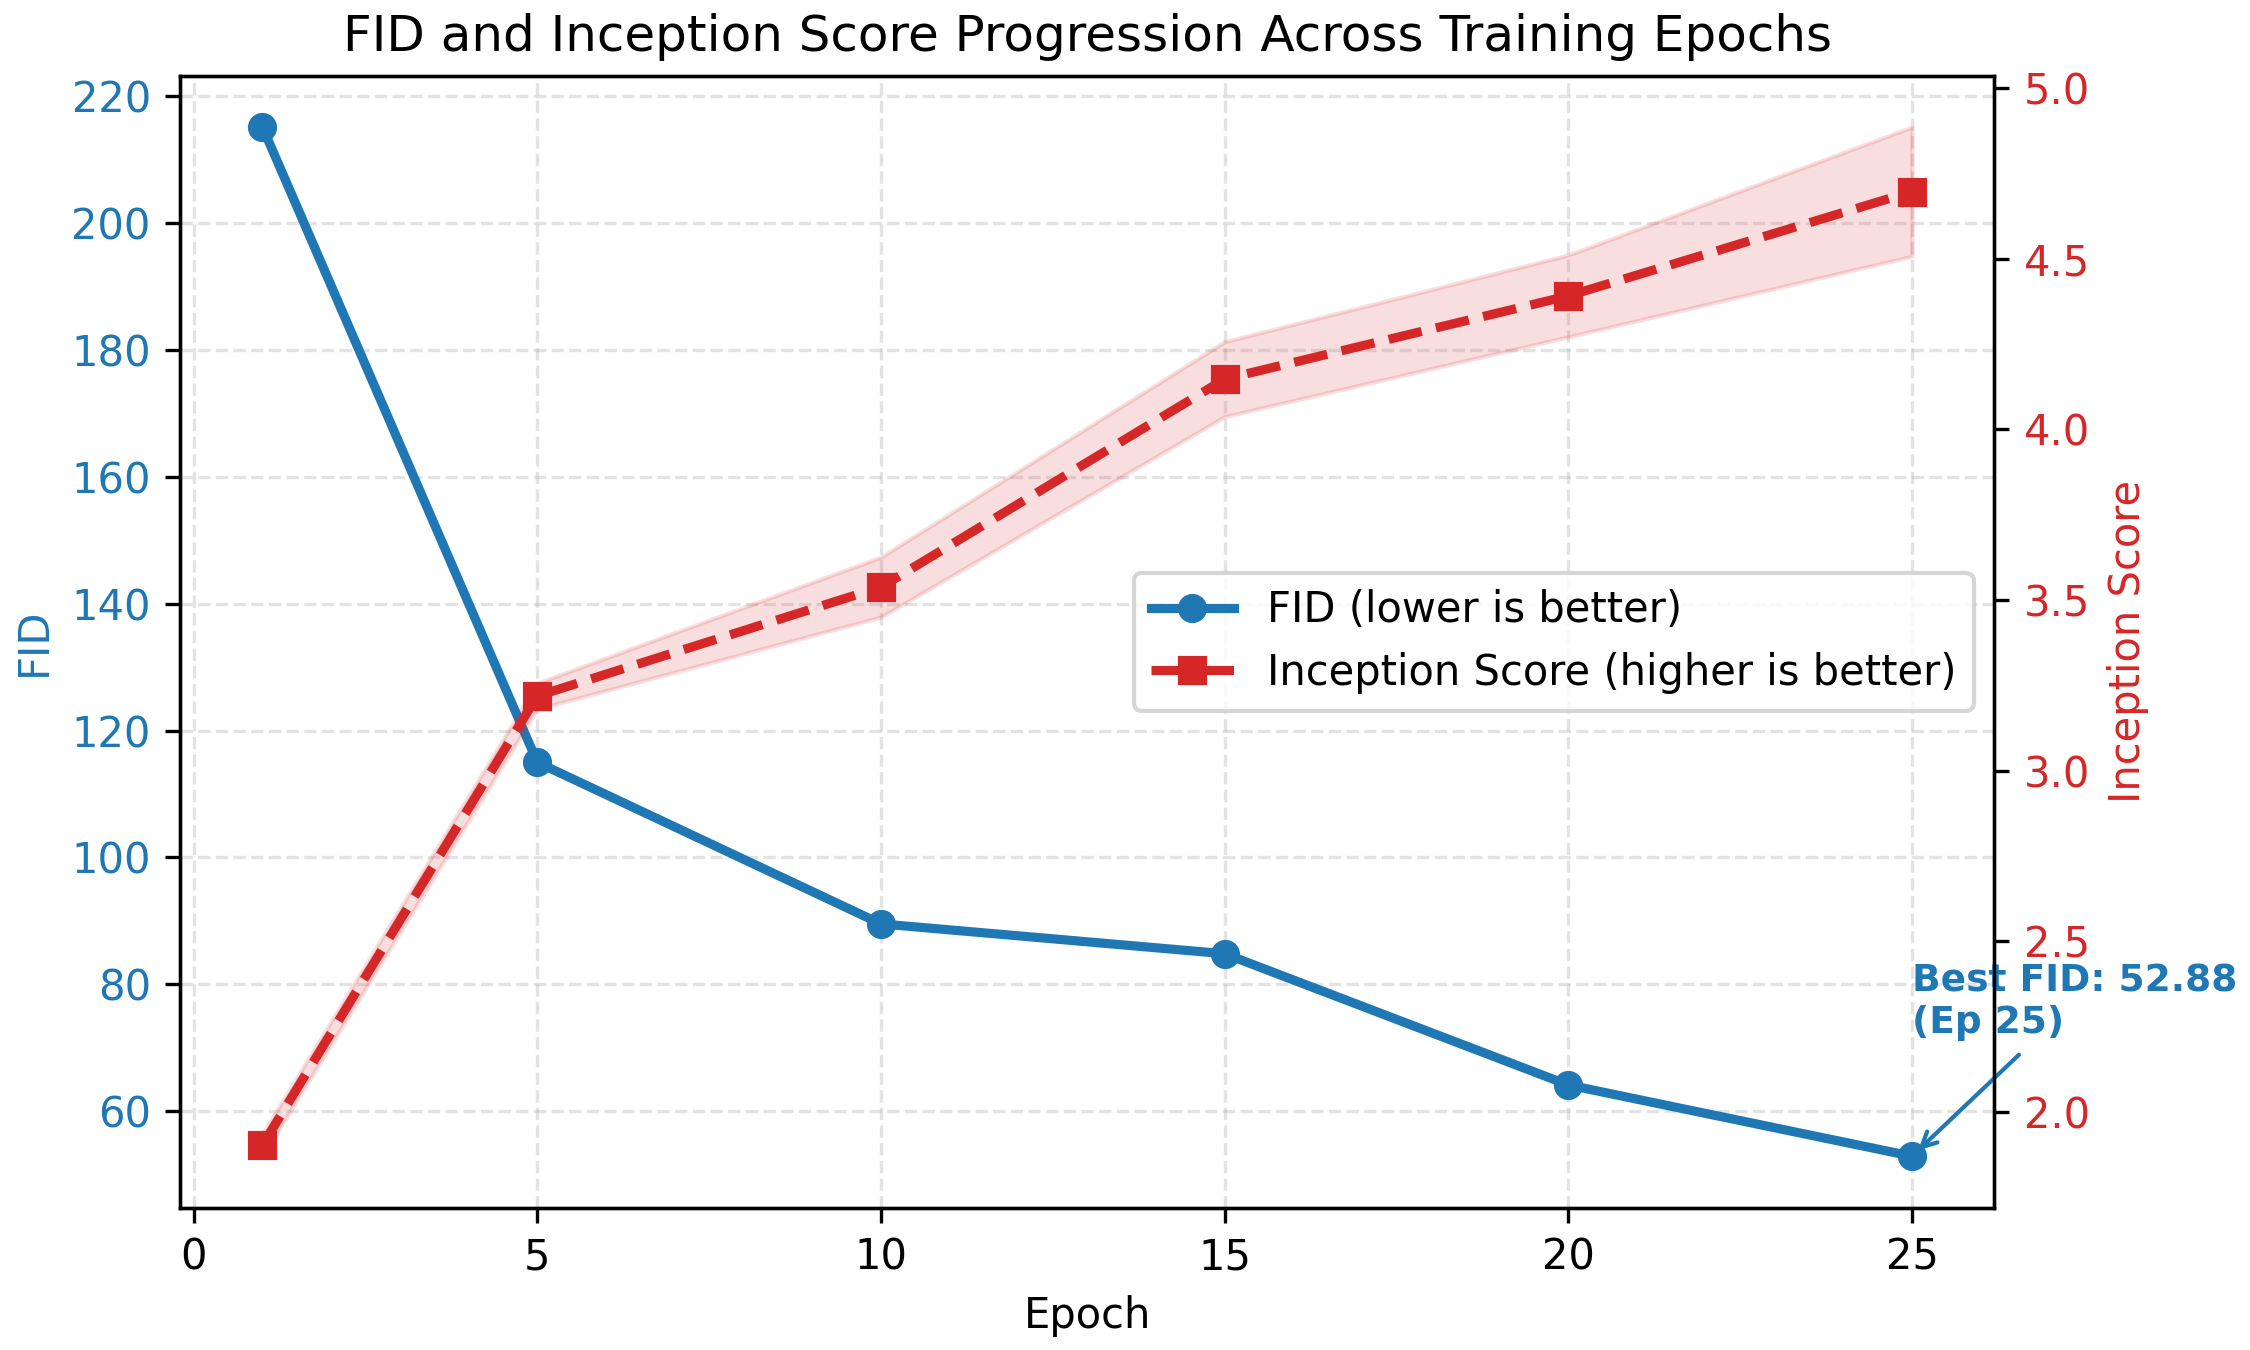 FID and Inception Score Progression Across Training Epochs
220
200
180
160
140
120
100
80
60
FID
5.0
4.5
4.0
3.5
3.0
2.5
2.0
Inception Score
FID (lower is better)
Inception Score (higher is better)
Best FID: 52.88
(Ep 25)
0 5 10 15 20 25
Epoch